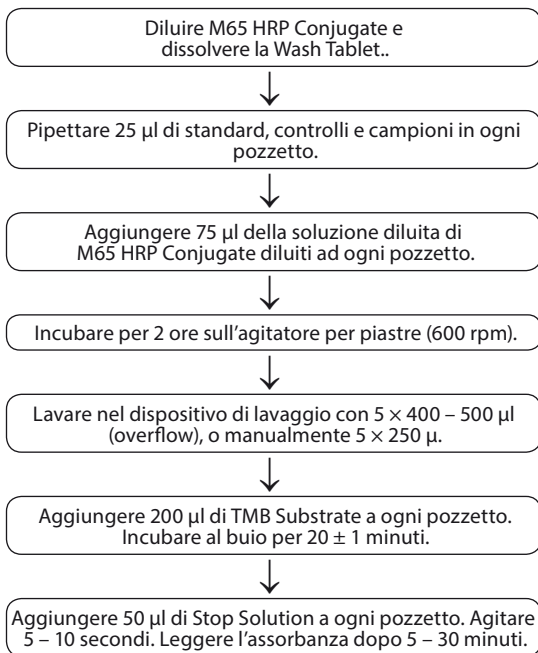 Diluire M65 HRP Conjugate e
dissolvere la Wash Tablet..
Pipettare 25 µl di standard, controlli e campioni in ogni
pozzetto.
Aggiungere 75 µl della soluzione diluita di
M65 HRP Conjugate diluiti ad ogni pozzetto.
Incubare per 2 ore sull’agitatore per piastre (600 rpm).
Lavare nel dispositivo di lavaggio con 5 × 400 – 500 µl
(overflow), o manualmente 5 × 250 µ.
Aggiungere 200 µl di TMB Substrate a ogni pozzetto.
Incubare al buio per 20 ± 1 minuti.
Aggiungere 50 µl di Stop Solution a ogni pozzetto. Agitare
5 – 10 secondi. Leggere l’assorbanza dopo 5 – 30 minuti.